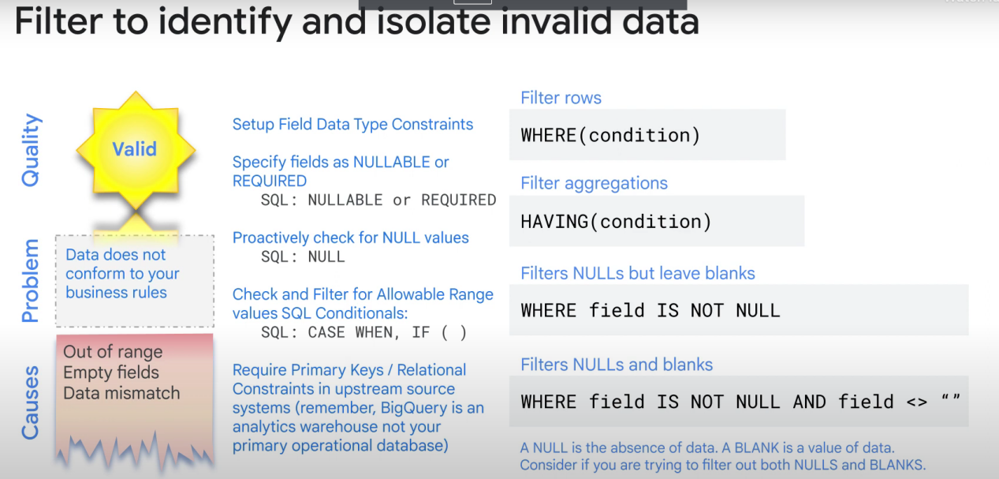 Filter to identify and isolate invalid data
Quality
Valid
Problem
Data does not
conform to your
business rules
Causes
Out of range
Empty fields
Data mismatch
Setup Field Data Type Constraints
Specify fields as NULLABLE or
REQUIRED
SQL: NULLABLE or REQUIRED
Proactively check for NULL values
SQL: NULL
Check and Filter for Allowable Range
values SQL Conditionals:
SQL: CASE WHEN, IF ( )
Require Primary Keys / Relational
Constraints in upstream source
systems (remember, BigQuery is an
analytics warehouse not your
primary operational database)
Filter rows
WHERE(condition)
Filter aggregations
HAVING(condition)
Filters NULLs but leave blanks
WHERE field IS NOT NULL
Filters NULLs and blanks
WHERE field IS NOT NULL AND field <> “”
A NULL is the absence of data. A BLANK is a value of data.
Consider if you are trying to filter out both NULLS and BLANKS.